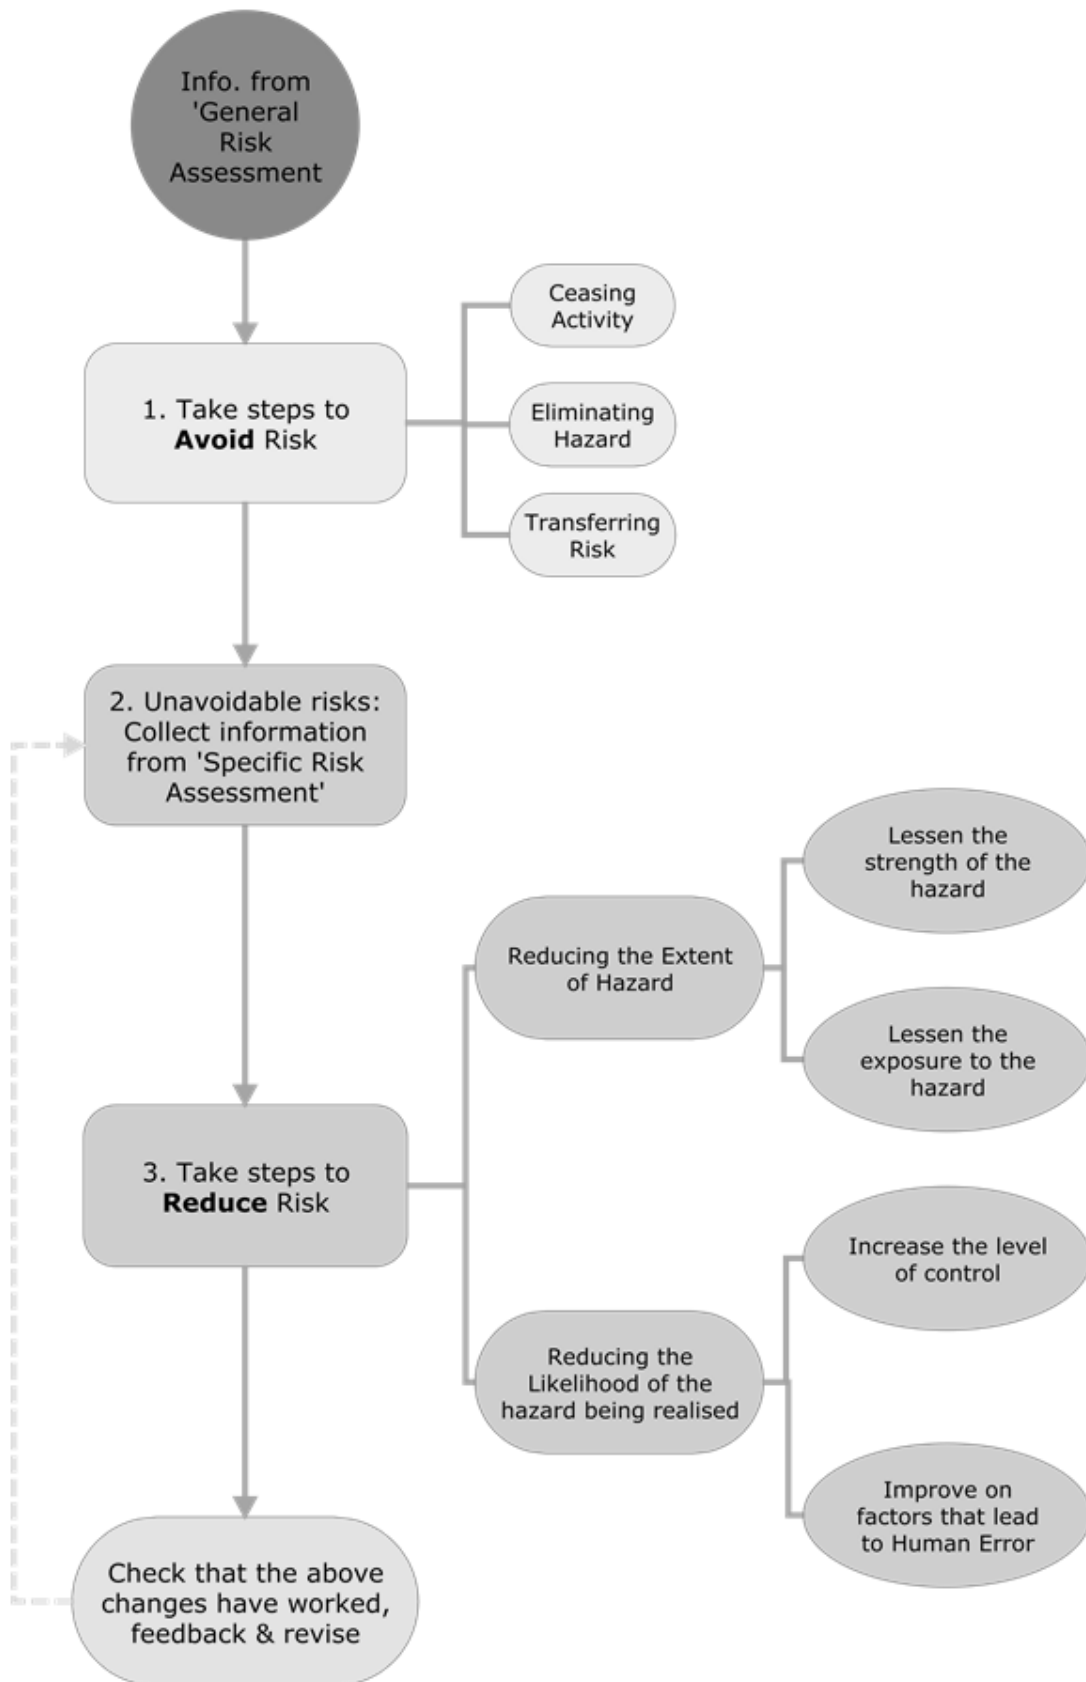 Info. from
'General
Risk
Assessment
Ceasing
Activity
1. Take steps to
Avoid Risk
Eliminating
Hazard
Transferring
Risk
2. Unavoidable risks:
Collect information
from 'Specific Risk
Assessment'
Lessen the
strength of the
hazard
Reducing the Extent
of Hazard
Lessen the
exposure to the
hazard
3. Take steps to
Reduce Risk
Increase the level
of control
Reducing the
Likelihood of the
hazard being realised
Improve on
factors that lead
to Human Error
Check that the above
changes have worked,
feedback & revise